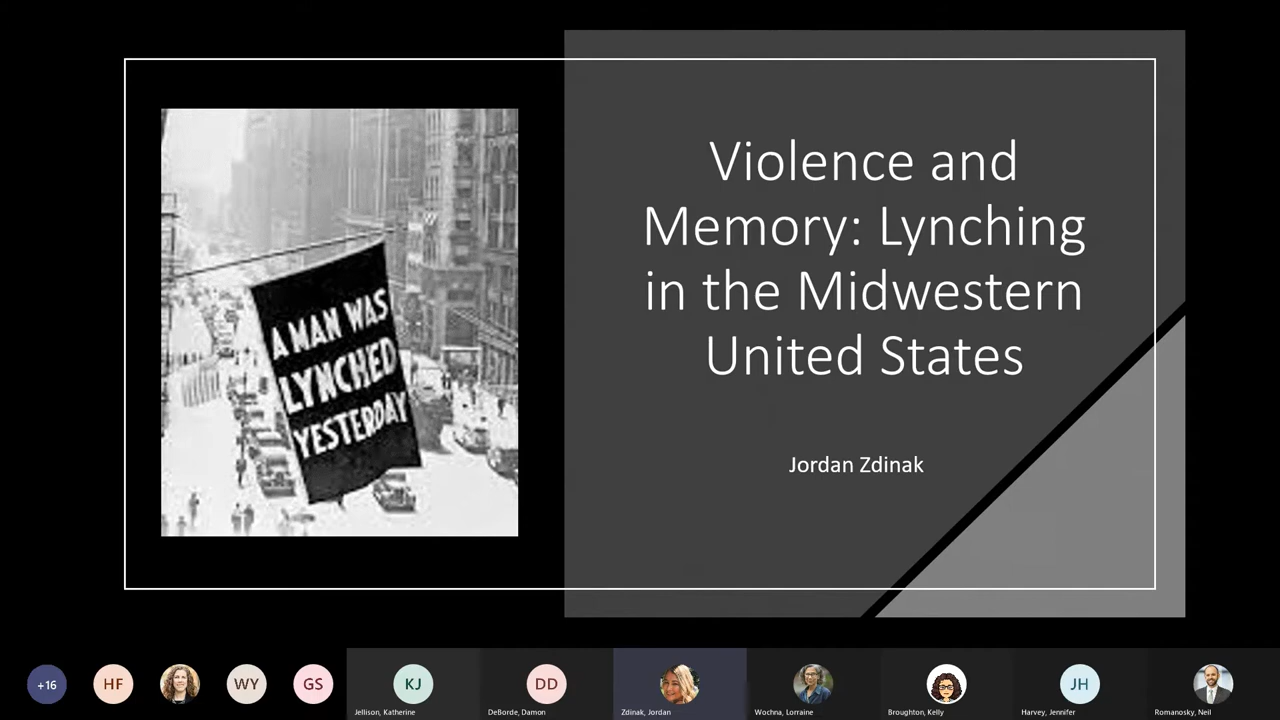 A MAN WAS
LYNCHED
YESTERDAY
Violence and
Memory: Lynching
in the Midwestern
United States
Jordan Zdinak
+16
HF
WY
GS
KJ
Jellison, Katherine
DD
DeBorde, Damon
Zdinak, Jordan
Wochna, Lorraine
Broughton, Kelly
JH
Harvey, Jennifer
Romanosky, Neil